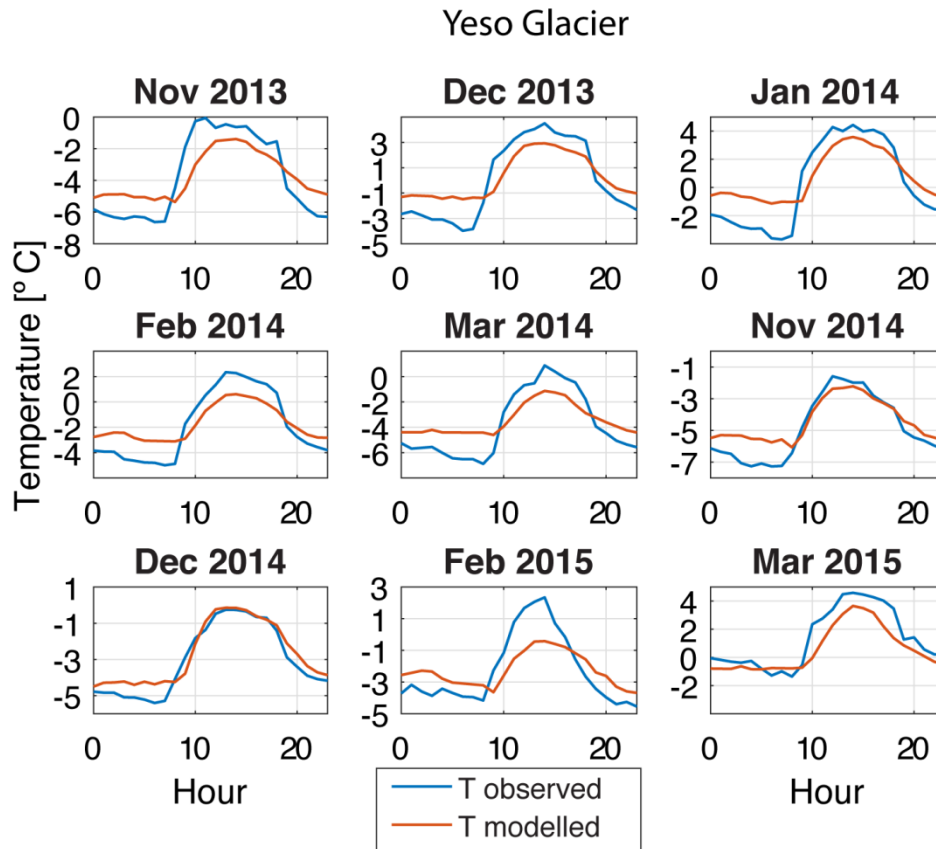 Yeso Glacier
Nov 2013
Dec 2013
Jan 2014
0
-2
-4
-6
-8
3
1
-1
-3
-5
4
2
0
-2
0 10 20
0 10 20
0 10 20
Temperature [º C]
Feb 2014
Mar 2014
Nov 2014
2
0
-2
-4
0
-2
-4
-6
-1
-3
-5
-7
0 10 20
0 10 20
0 10 20
Dec 2014
Feb 2015
Mar 2015
1
-1
-3
-5
3
1
-1
-3
-5
4
2
0
-2
0 10 20
0 10 20
0 10 20
Hour
Hour
T observed
T modelled